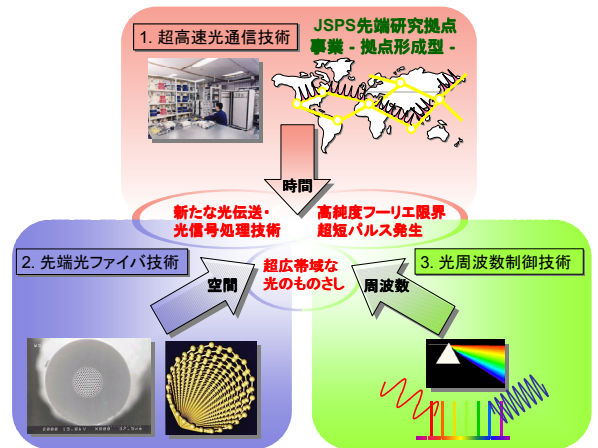 JSPS先端研究拠点
事業 - 拠点形成型 -
1. 超高速光通信技術
時間
新たな光伝送・
光信号処理技術
高純度フーリエ限界
超短パルス発生
2. 先端光ファイバ技術
超広帯域な
光のものさし
3. 光周波数制御技術
空間
周波数